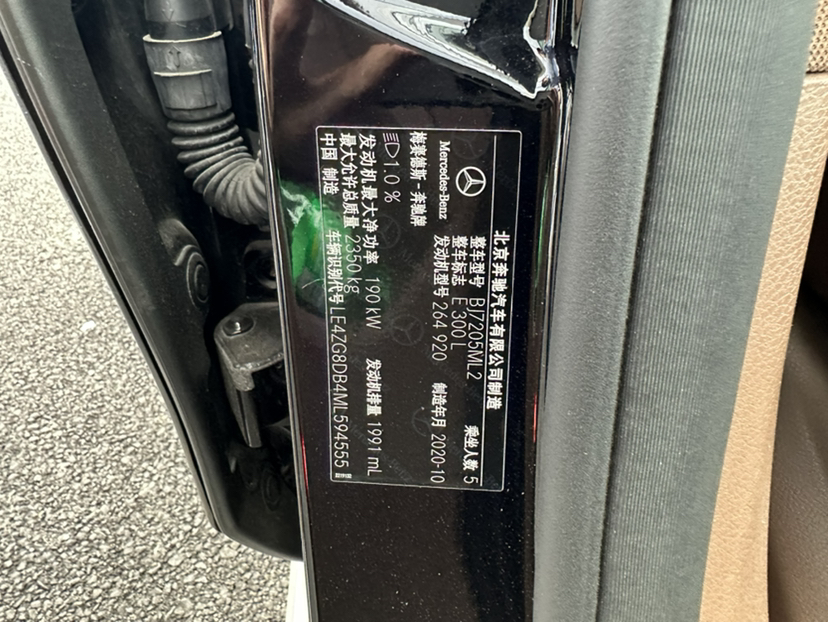 北京奔驰汽车有限公司制造
Mercedes-Benz
梅赛德斯-奔驰牌
整车型号 BJ7205ML2 乘坐人数 5
整车标志 E 300 L
发动机型号 264 920 制造年月 2020-10
1.0 %
发动机最大净功率 190 kW 发动机排量 1991 mL
最大允许总质量 2350 kg
中国 制造 车辆识别代号 LE4ZG8DB4ML594555